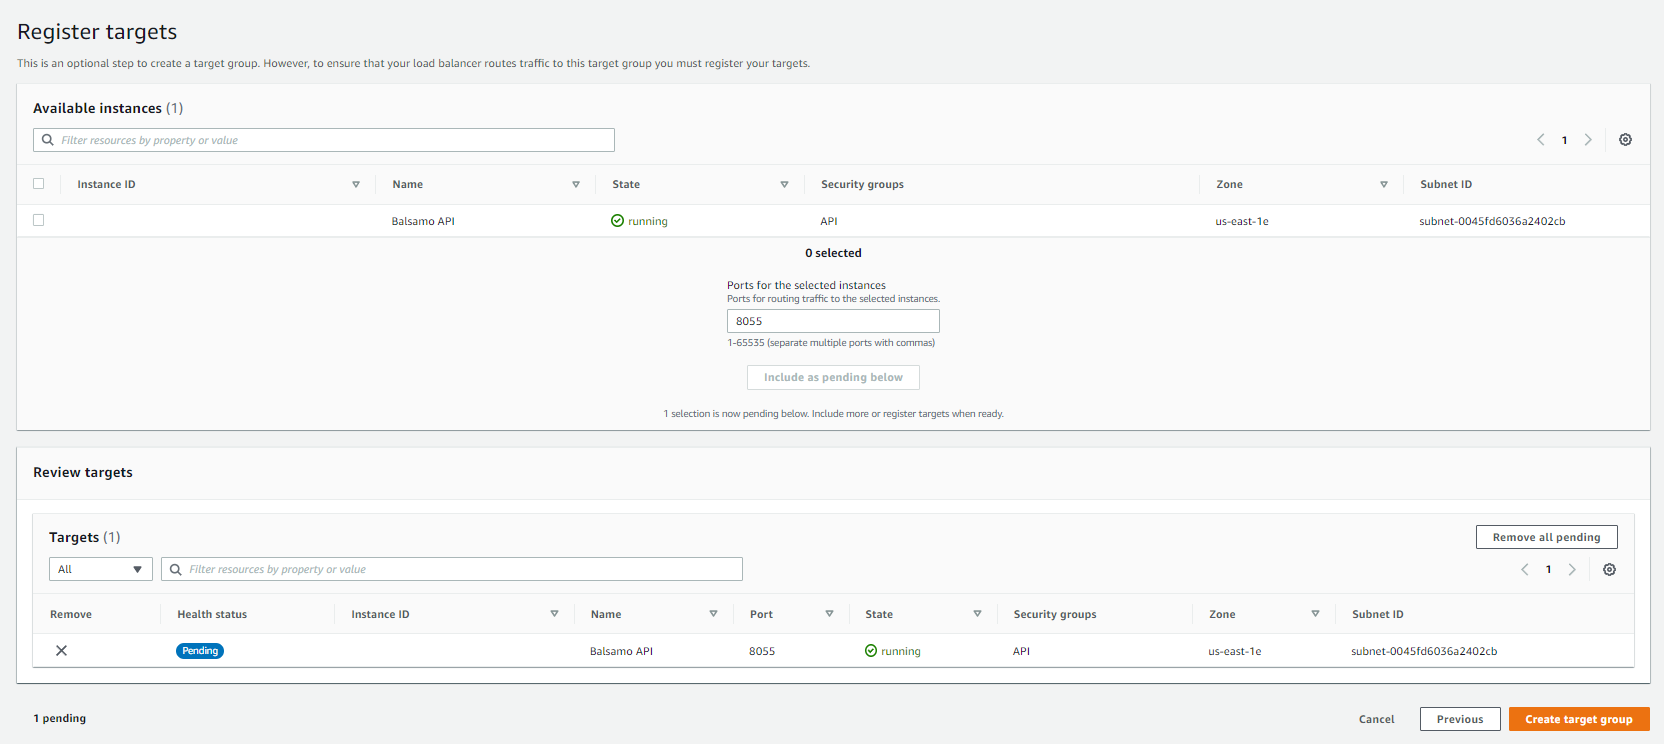 Register targets
This is an optional step to create a target group. However, to ensure that your load balancer routes traffic to this target group you must register your targets.
Available instances (1)
Filter resources by property or value
1
Instance ID Name State Security groups Zone Subnet ID
Balsamo API running API us-east-1e subnet-0045fd6036a2402cb
0 selected
Ports for the selected instances
Ports for routing traffic to the selected instances.
8055
1-65535 (separate multiple ports with commas)
Include as pending below
1 selection is now pending below. Include more or register targets when ready.
Review targets
Targets (1)
Remove all pending
All Filter resources by property or value
1
Remove Health status Instance ID Name Port State Security groups Zone Subnet ID
Pending Balsamo API 8055 running API us-east-1e subnet-0045fd6036a2402cb
1 pending
Cancel Previous Create target group